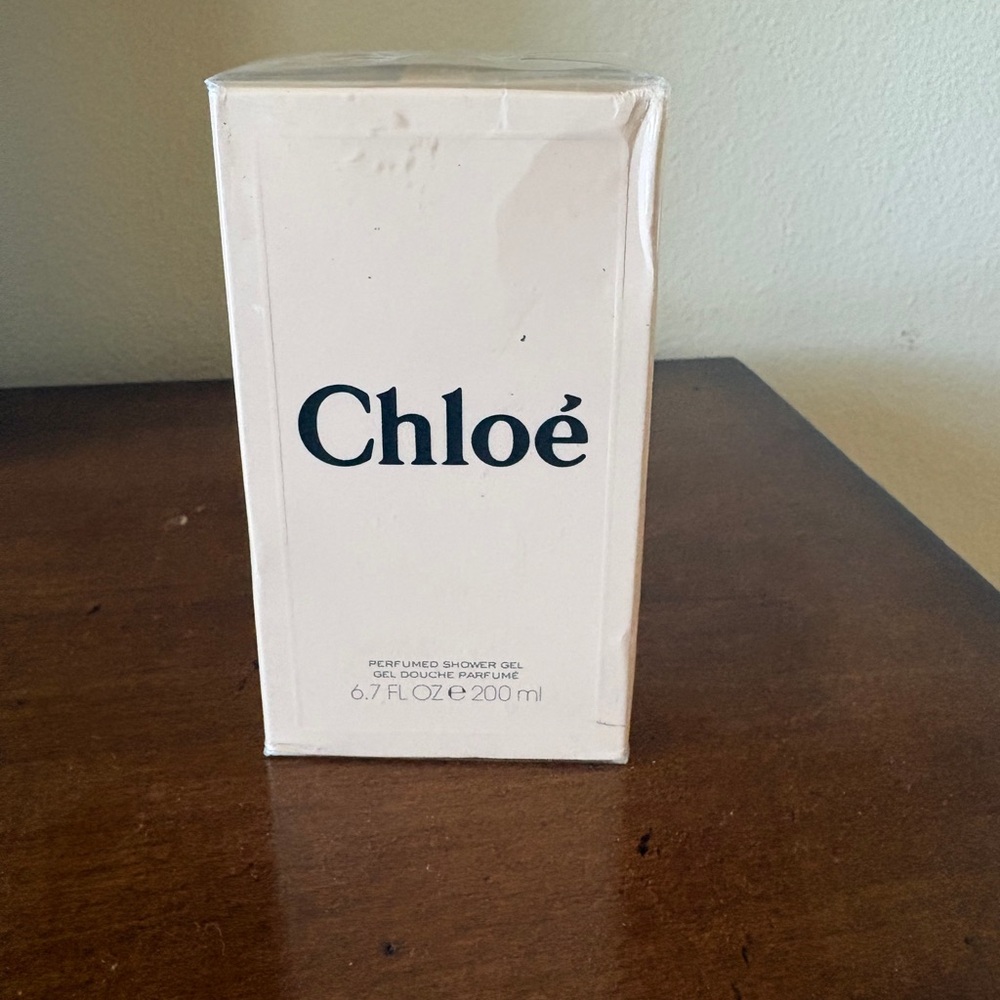 Chloé
PERFUMED SHOWER GEL
GEL DOUCHE PARFUMÉ
6.7 FL OZ ℮ 200 ml